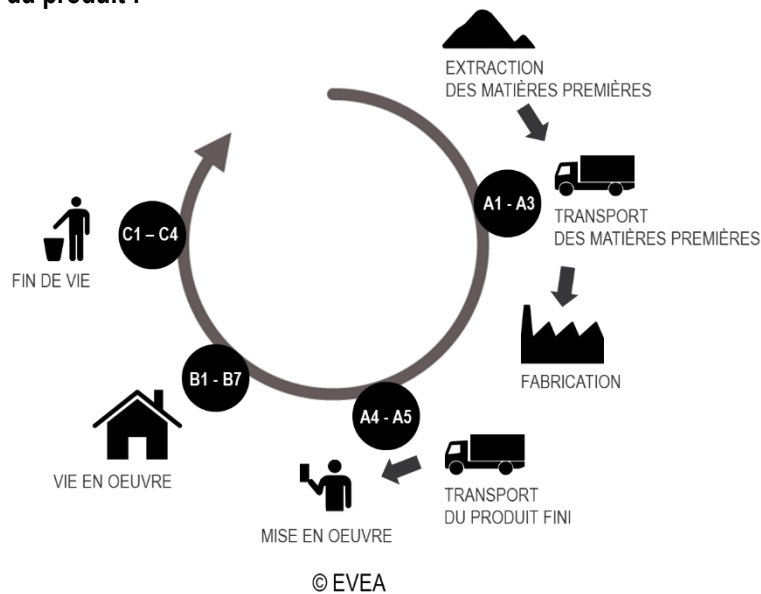 du produit :
EXTRACTION
DES MATIÈRES PREMIÈRES
A1 - A3
TRANSPORT
DES MATIÈRES PREMIÈRES
C1 – C4
FIN DE VIE
FABRICATION
B1 - B7
A4 - A5
VIE EN OEUVRE
TRANSPORT
DU PRODUIT FINI
MISE EN OEUVRE
© EVEA